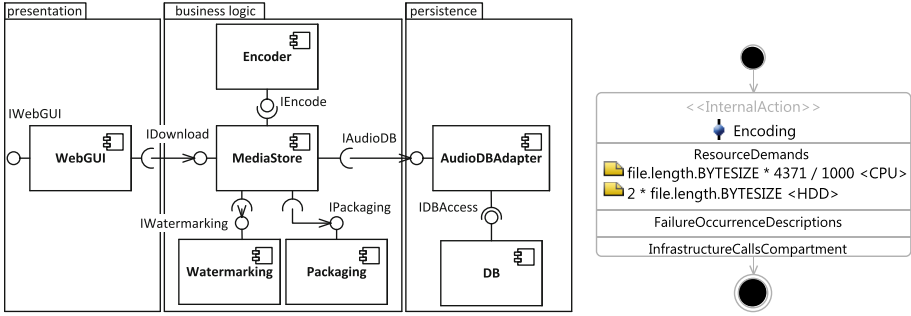 presentation
business logic
persistence
Encoder
IEncode
IWebGUI
IDownload
IAudioDB
WebGUI
MediaStore
AudioDBAdapter
IWatermarking
IPackaging
IDBAccess
Watermarking
Packaging
DB
<<InternalAction>>
Encoding
ResourceDemands
file.length.BYTESIZE * 4371 / 1000 <CPU>
2 * file.length.BYTESIZE <HDD>
FailureOccurrenceDescriptions
InfrastructureCallsCompartment